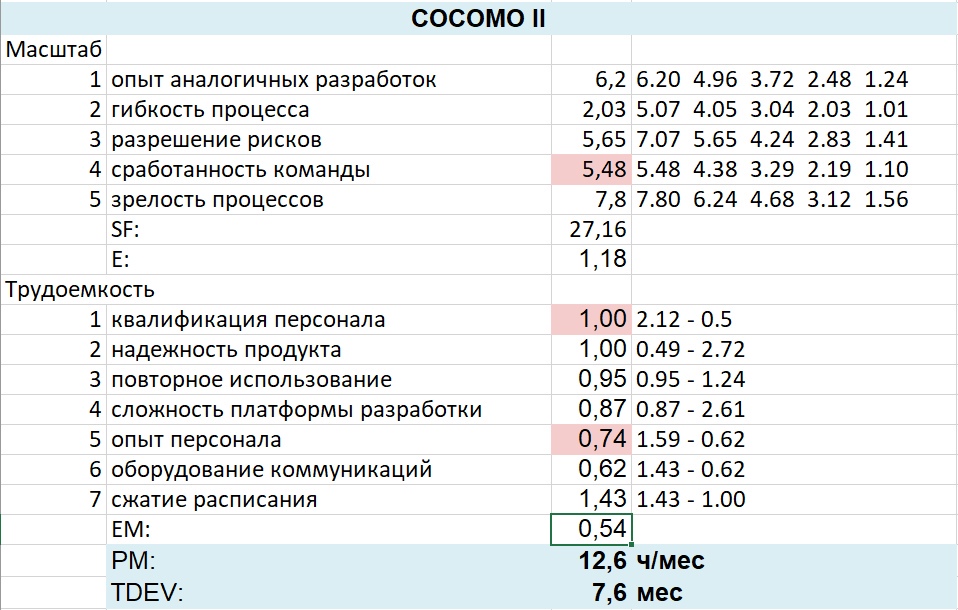 COCOMO II
Масштаб
1 опыт аналогичных разработок 6,2 6.20 4.96 3.72 2.48 1.24
2 гибкость процесса 2,03 5.07 4.05 3.04 2.03 1.01
3 разрешение рисков 5,65 7.07 5.65 4.24 2.83 1.41
4 сработанность команды 5,48 5.48 4.38 3.29 2.19 1.10
5 зрелость процессов 7,8 7.80 6.24 4.68 3.12 1.56
SF: 27,16
E: 1,18
Трудоемкость
1 квалификация персонала 1,00 2.12 - 0.5
2 надежность продукта 1,00 0.49 - 2.72
3 повторное использование 0,95 0.95 - 1.24
4 сложность платформы разработки 0,87 0.87 - 2.61
5 опыт персонала 0,74 1.59 - 0.62
6 оборудование коммуникаций 0,62 1.43 - 0.62
7 сжатие расписания 1,43 1.43 - 1.00
EM: 0,54
PM: 12,6 ч/мес
TDEV: 7,6 мес